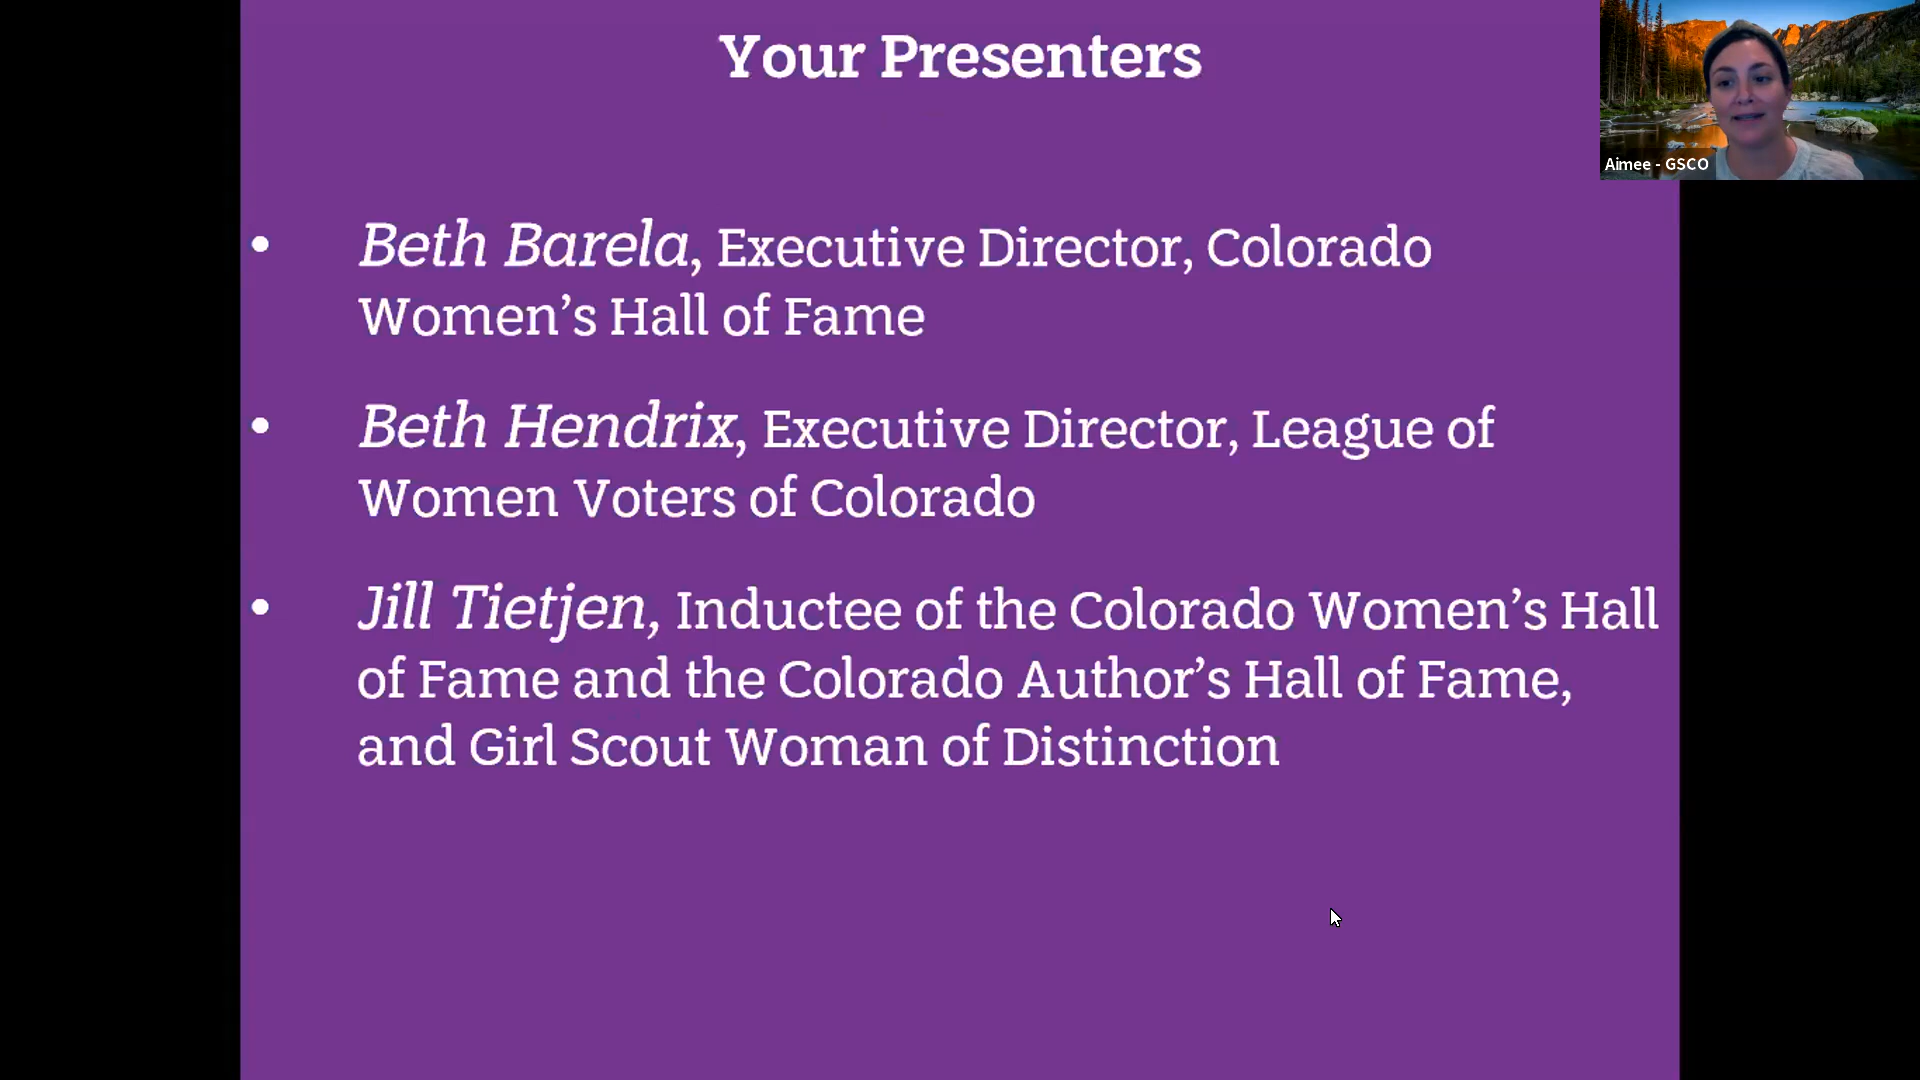 Your Presenters
Aimee - GSCO
• Beth Barela, Executive Director, Colorado
Women’s Hall of Fame
• Beth Hendrix, Executive Director, League of
Women Voters of Colorado
• Jill Tietjen, Inductee of the Colorado Women’s Hall
of Fame and the Colorado Author’s Hall of Fame,
and Girl Scout Woman of Distinction